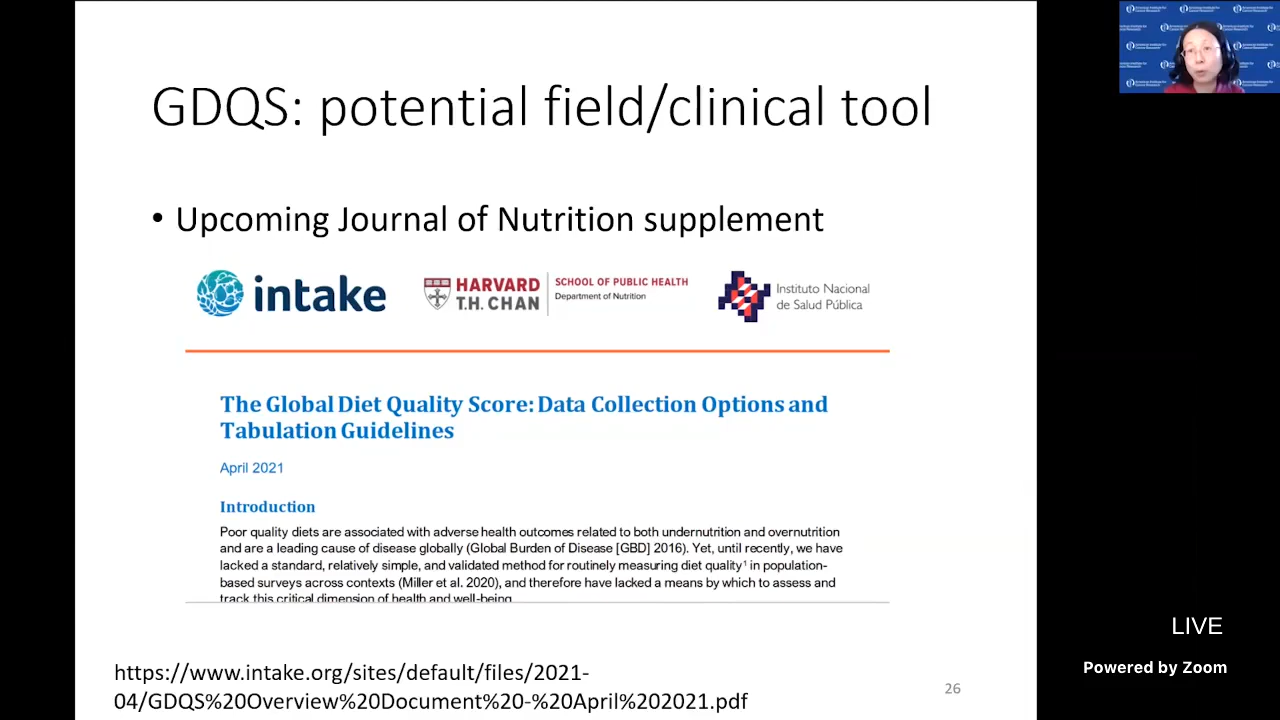 GDQS: potential field/clinical tool
• Upcoming Journal of Nutrition supplement
intake
HARVARD
T.H. CHAN
SCHOOL OF PUBLIC HEALTH
Department of Nutrition
Instituto Nacional
de Salud Pública
The Global Diet Quality Score: Data Collection Options and
Tabulation Guidelines
April 2021
Introduction
Poor quality diets are associated with adverse health outcomes related to both undernutrition and overnutrition
and are a leading cause of disease globally (Global Burden of Disease [GBD] 2016). Yet, until recently, we have
lacked a standard, relatively simple, and validated method for routinely measuring diet quality¹ in population-
based surveys across contexts (Miller et al. 2020), and therefore have lacked a means by which to assess and
track this critical dimension of health and well-being.
https://www.intake.org/sites/default/files/2021-
04/GDQS%20Overview%20Document%20-%20April%202021.pdf
26
American Institute for
Cancer Research
LIVE
Powered by Zoom